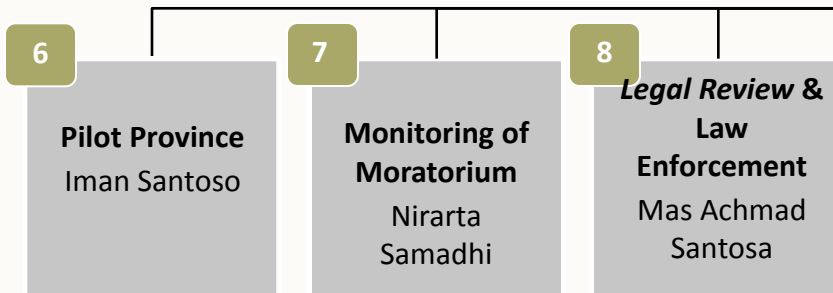 6
Pilot Province
Iman Santoso
7
Monitoring of
Moratorium
Nirarta
Samadhi
8
Legal Review &
Law
Enforcement
Mas Achmad
Santosa